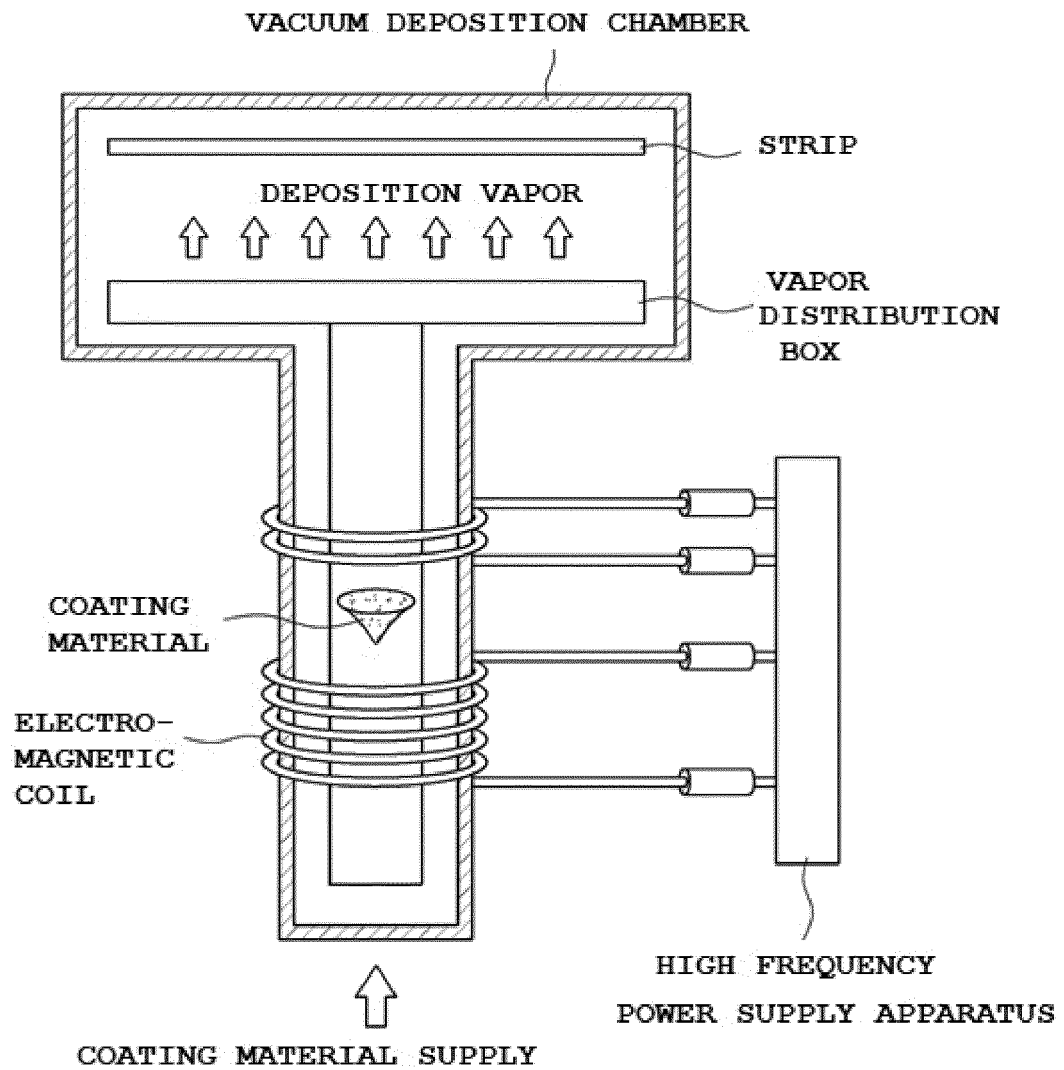 VACUUM DEPOSITION CHAMBER
STRIP
DEPOSITION VAPOR
VAPOR
DISTRIBUTION
BOX
COATING
MATERIAL
ELECTRO-
MAGNETIC
COIL
HIGH FREQUENCY
POWER SUPPLY APPARATUS
COATING MATERIAL SUPPLY